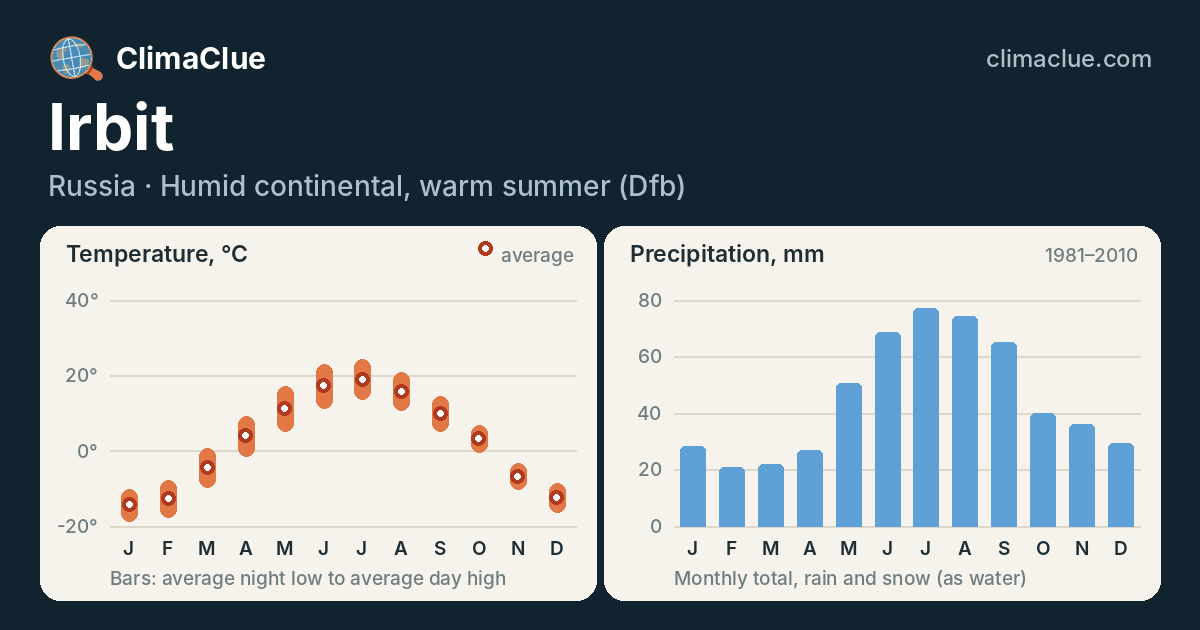 ClimaClue
climaclue.com
Irbit
Russia · Humid continental, warm summer (Dfb)
Temperature, °C
average
40°
20°
0°
-20°
J F M A M J J A S O N D
Bars: average night low to average day high
Precipitation, mm
1981–2010
80
60
40
20
0
J F M A M J J A S O N D
Monthly total, rain and snow (as water)